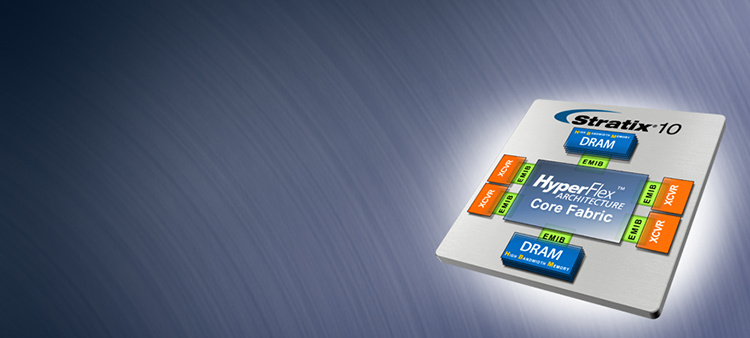 Stratix® 10
HIGH BANDWIDTH MEMORY
DRAM
EMIB
XCVR
EMIB
EMIB
XCVR
HyperFlex™
ARCHITECTURE
Core Fabric
XCVR
EMIB
EMIB
XCVR
EMIB
DRAM
HIGH BANDWIDTH MEMORY